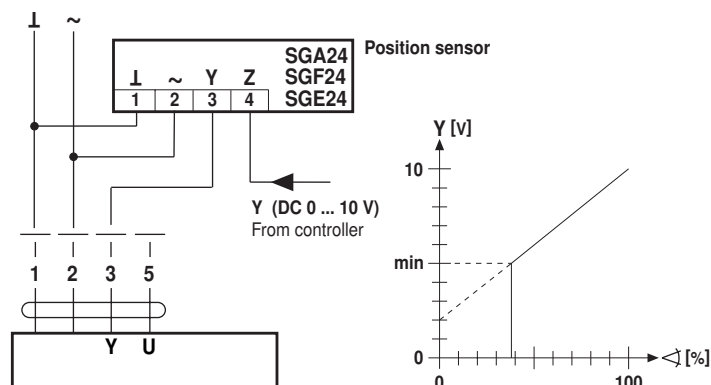 ⊥ ~
SGA24
SGF24
SGE24
Position sensor
⊥ ~ Y Z
1 2 3 4
Y (DC 0 ... 10 V)
From controller
1 2 3 5
Y U
Y [V]
10
min
0
0 100
[%]